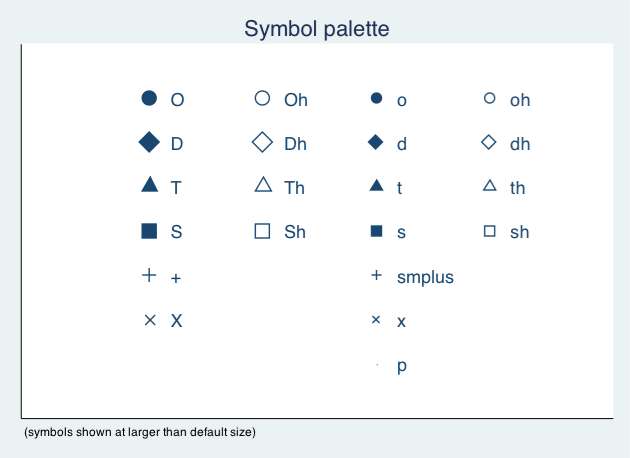 Symbol palette
O Oh o oh
D Dh d dh
T Th t th
S Sh s sh
+ smplus
X x
p
(symbols shown at larger than default size)